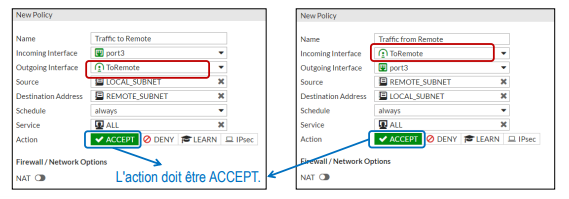 New Policy
Name Traffic to Remote
Incoming Interface port3
Outgoing Interface ToRemote
Source LOCAL_SUBNET
Destination Address REMOTE_SUBNET
Schedule always
Service ALL
Action ACCEPT DENY LEARN IPsec
Firewall / Network Options
NAT
New Policy
Name Traffic from Remote
Incoming Interface ToRemote
Outgoing Interface port3
Source REMOTE_SUBNET
Destination Address LOCAL_SUBNET
Schedule always
Service ALL
Action ACCEPT DENY LEARN IPsec
Firewall / Network Options
NAT
L'action doit être ACCEPT.